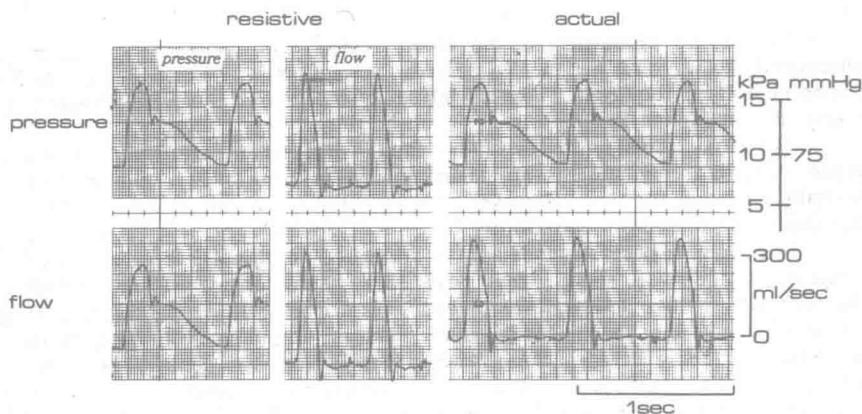 resistive actual
pressure flow
kPa mmHg
pressure
15
10 75
5
flow
300
ml/sec
0
1sec